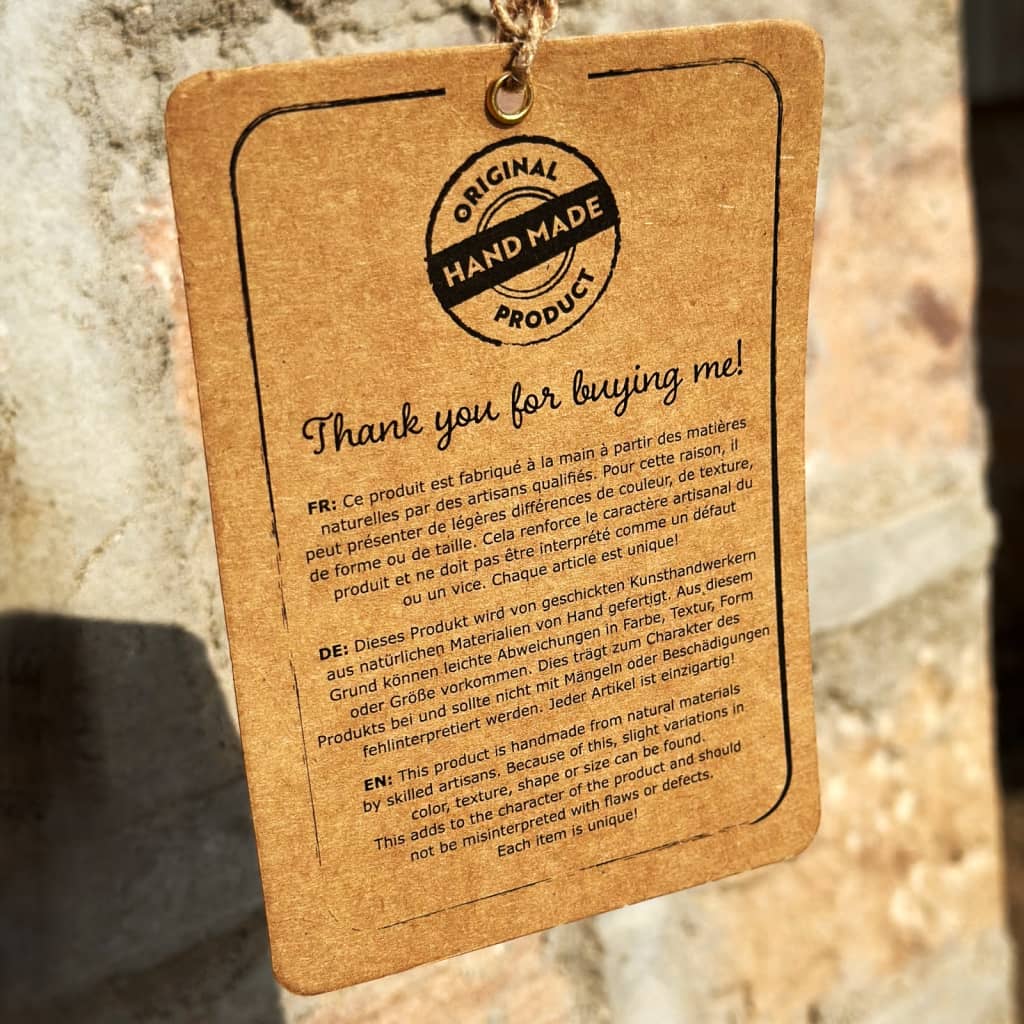 ORIGINAL
HAND MADE
PRODUCT
Thank you for buying me!
FR: Ce produit est fabriqué à la main à partir des matières
naturelles par des artisans qualifiés. Pour cette raison, il
peut présenter de légères différences de couleur, de texture,
de forme ou de taille. Cela renforce le caractère artisanal du
produit et ne doit pas être interprété comme un défaut
ou un vice. Chaque article est unique!
DE: Dieses Produkt wird von geschickten Kunsthandwerkern
aus natürlichen Materialien von Hand gefertigt. Aus diesem
Grund können leichte Abweichungen in Farbe, Textur, Form
oder Größe vorkommen. Dies trägt zum Charakter des
Produkts bei und sollte nicht mit Mängeln oder Beschädigungen
fehlinterpretiert werden. Jeder Artikel ist einzigartig!
EN: This product is handmade from natural materials
by skilled artisans. Because of this, slight variations in
color, texture, shape or size can be found.
This adds to the character of the product and should
not be misinterpreted with flaws or defects.
Each item is unique!